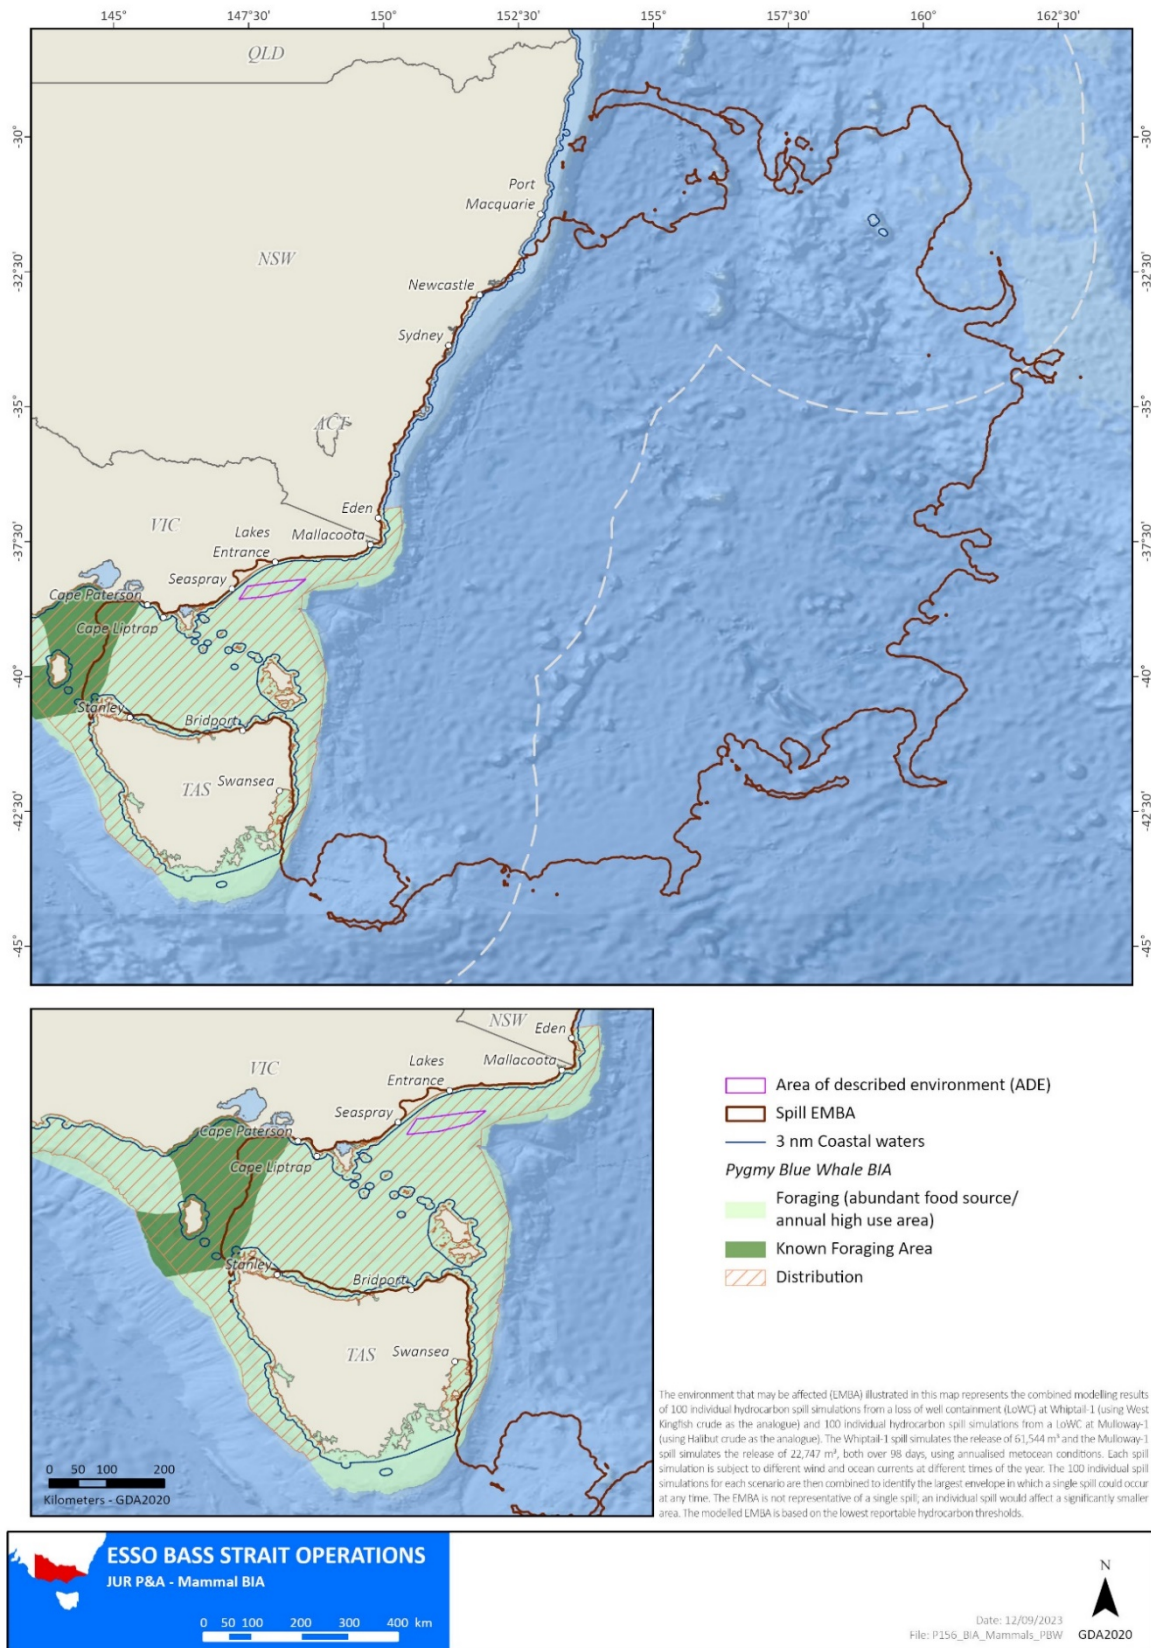 145° 147°30' 150° 152°30' 155° 157°30' 160° 162°30'
QLD
-30° -30°
Port
Macquarie
NSW
-32°30' -32°30'
Newcastle
Sydney
-35° -35°
ACT
Eden
VIC
Lakes
Entrance
Mallacoota
-37°30' -37°30'
Seaspray
Cape Paterson
Cape Liptrap
-40° -40°
Stanley
Bridport
Swansea
TAS
-42°30' -42°30'
-45° -45°
NSW
Eden
VIC
Lakes
Entrance
Mallacoota
Seaspray
Cape Paterson
Cape Liptrap
Stanley
Bridport
Swansea
TAS
0 50 100 200
Kilometers - GDA2020
Area of described environment (ADE)
Spill EMBA
3 nm Coastal waters
Pygmy Blue Whale BIA
Foraging (abundant food source/
annual high use area)
Known Foraging Area
Distribution
The environment that may be affected (EMBA) illustrated in this map represents the combined modelling results
of 100 individual hydrocarbon spill simulations from a loss of well containment (LoWC) at Whiptail-1 (using West
Kingfish crude as the analogue) and 100 individual hydrocarbon spill simulations from a LoWC at Mulloway-1
(using Halibut crude as the analogue). The Whiptail-1 spill simulates the release of 61,544 m³ and the Mulloway-1
spill simulates the release of 22,747 m³, both over 98 days, using annualised metocean conditions. Each spill
simulation is subject to different wind and ocean currents at different times of the year. The 100 individual spill
simulations for each scenario are then combined to identify the largest envelope in which a single spill could occur
at any time. The EMBA is not representative of a single spill; an individual spill would affect a significantly smaller
area. The modelled EMBA is based on the lowest reportable hydrocarbon thresholds.
ESSO BASS STRAIT OPERATIONS
JUR P&A - Mammal BIA
0 50 100 200 300 400 km
N
Date: 12/09/2023
File: P156_BIA_Mammals_PBW
GDA2020